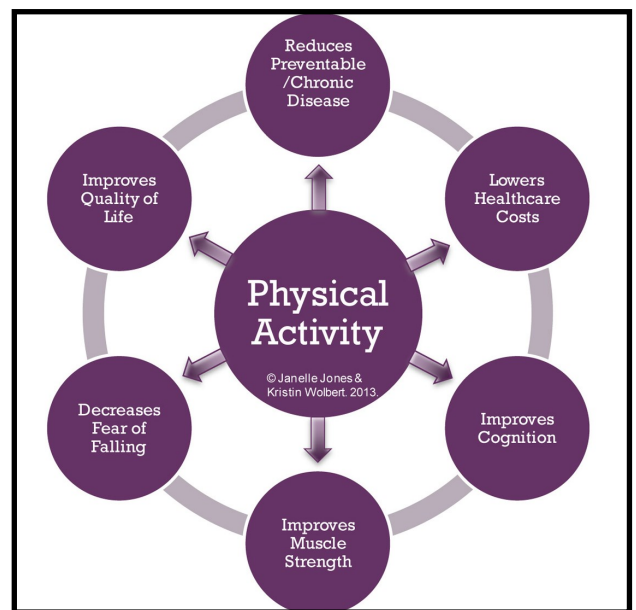 Reduces
Preventable
/Chronic
Disease
Improves
Quality of
Life
Lowers
Healthcare
Costs
Physical
Activity
© Janelle Jones &
Kristin Wolbert. 2013.
Decreases
Fear of
Falling
Improves
Cognition
Improves
Muscle
Strength